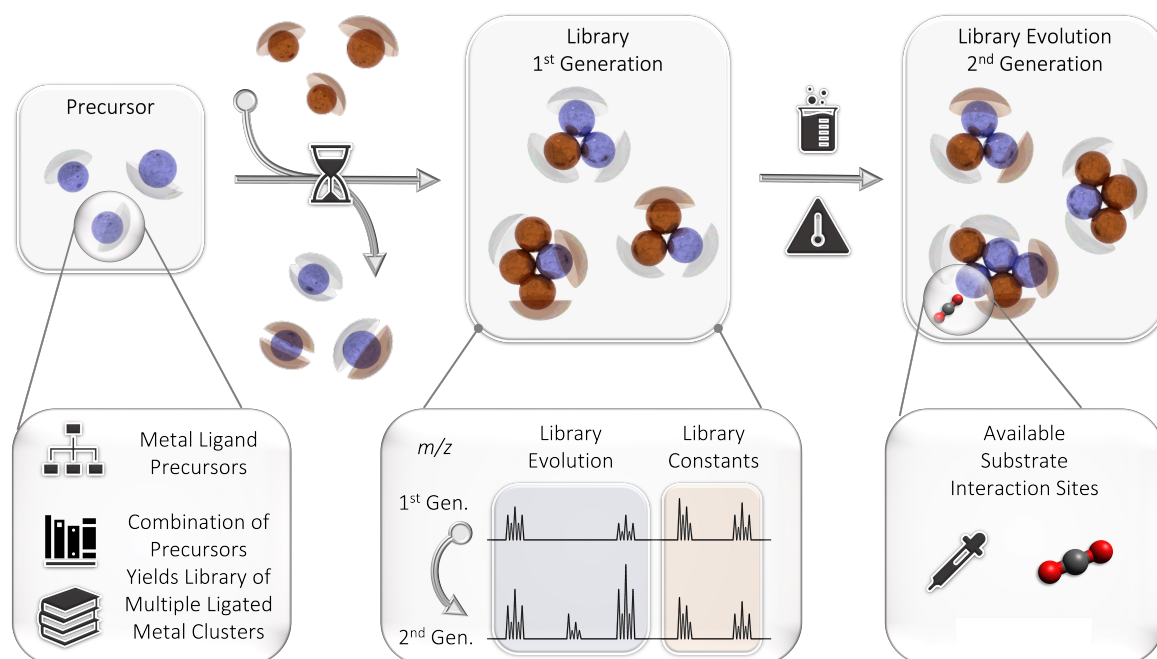 Precursor
Library
1st Generation
Library Evolution
2nd Generation
Metal Ligand
Precursors
Combination of
Precursors
Yields Library of
Multiple Ligated
Metal Clusters
m/z
Library
Evolution
Library
Constants
1st Gen.
2nd Gen.
Available
Substrate
Interaction Sites